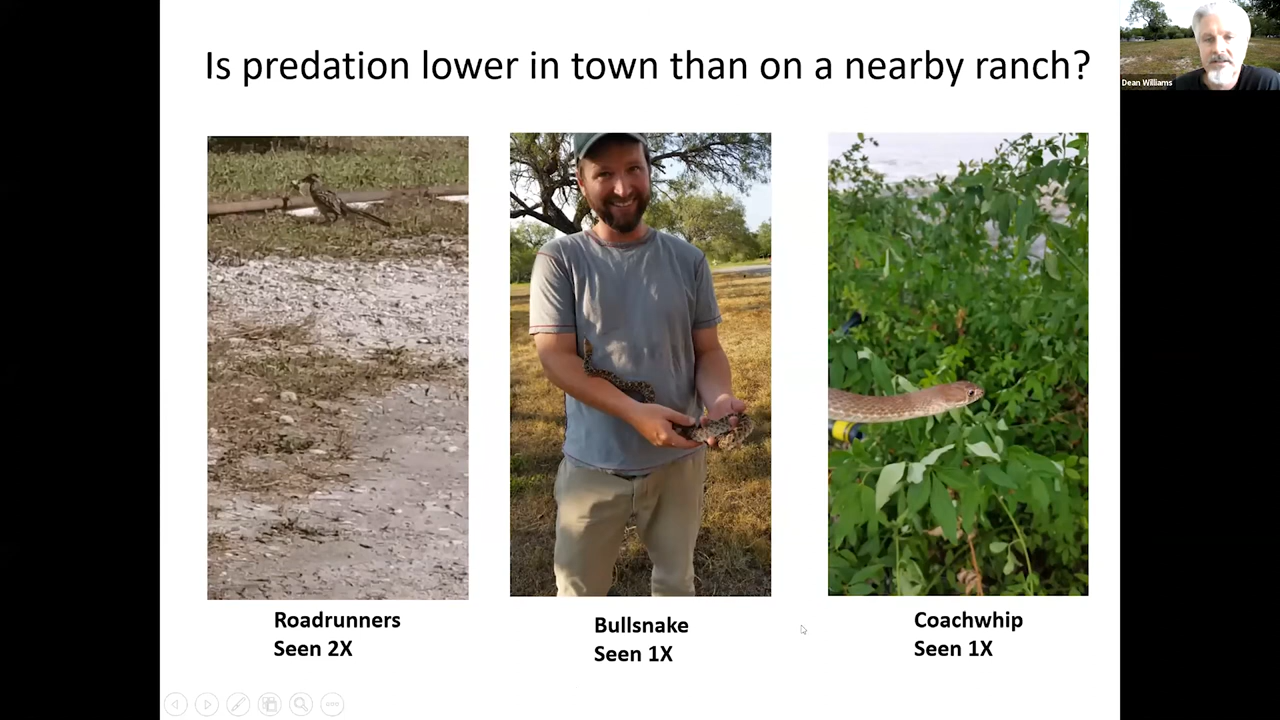 Is predation lower in town than on a nearby ranch?
Dean Williams
Roadrunners
Seen 2X
Bullsnake
Seen 1X
Coachwhip
Seen 1X